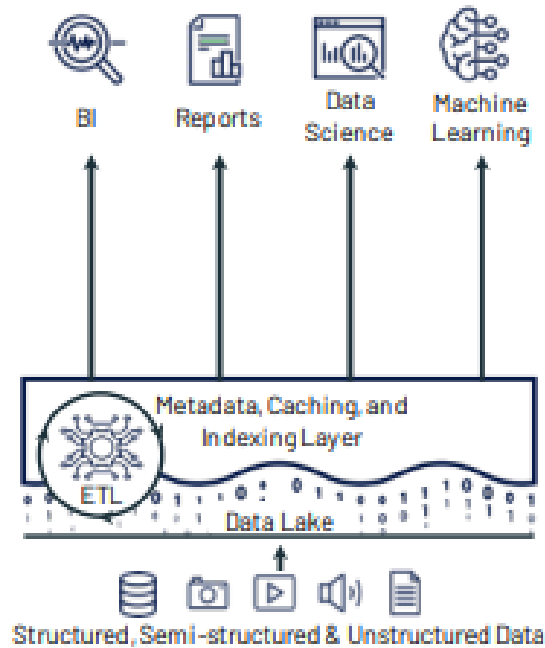 BI
Reports
Data
Science
Machine
Learning
Metadata, Caching, and
Indexing Layer
ETL
Data Lake
Structured, Semi-structured & Unstructured Data